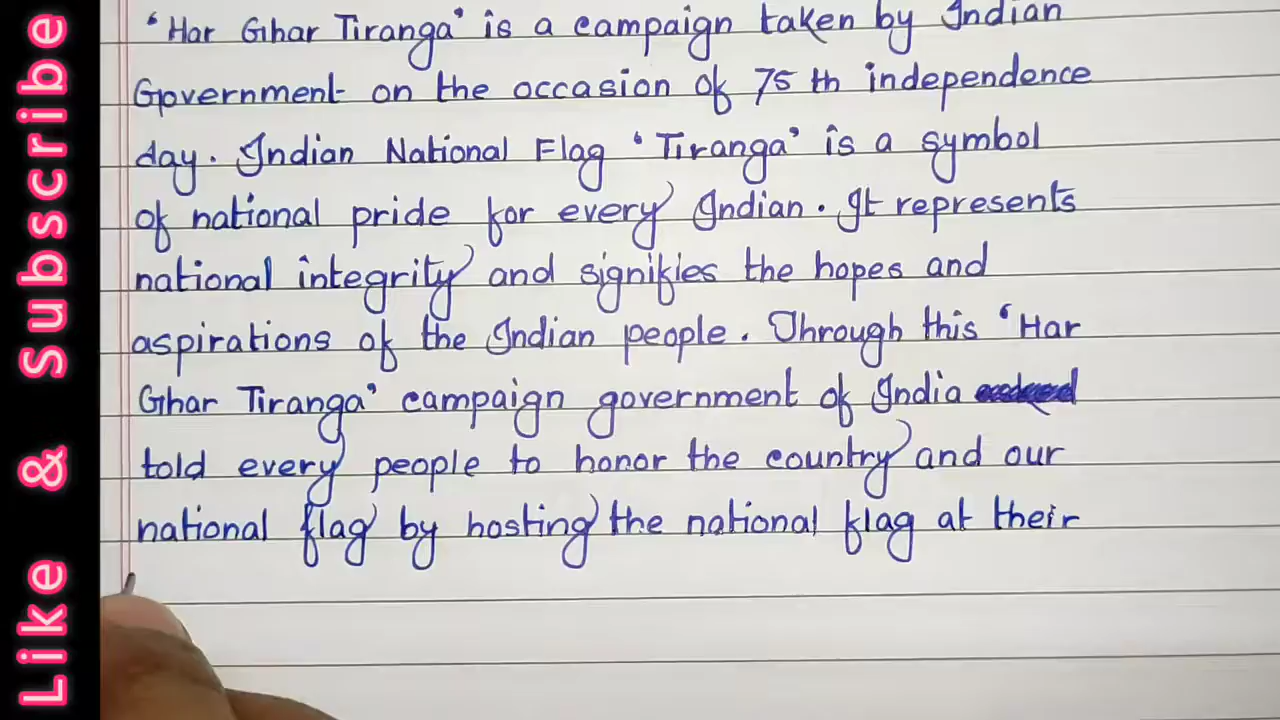 'Har Ghar Tiranga' is a campaign taken by Indian
Government on the occasion of 75 th independence
day. Indian National Flag 'Tiranga' is a symbol
of national pride for every Indian. It represents
national integrity and signifies the hopes and
aspirations of the Indian people. Through this 'Har
Ghar Tiranga' campaign government of India
told every people to honor the country and our
national flag by hosting the national flag at their
Like & Subscribe